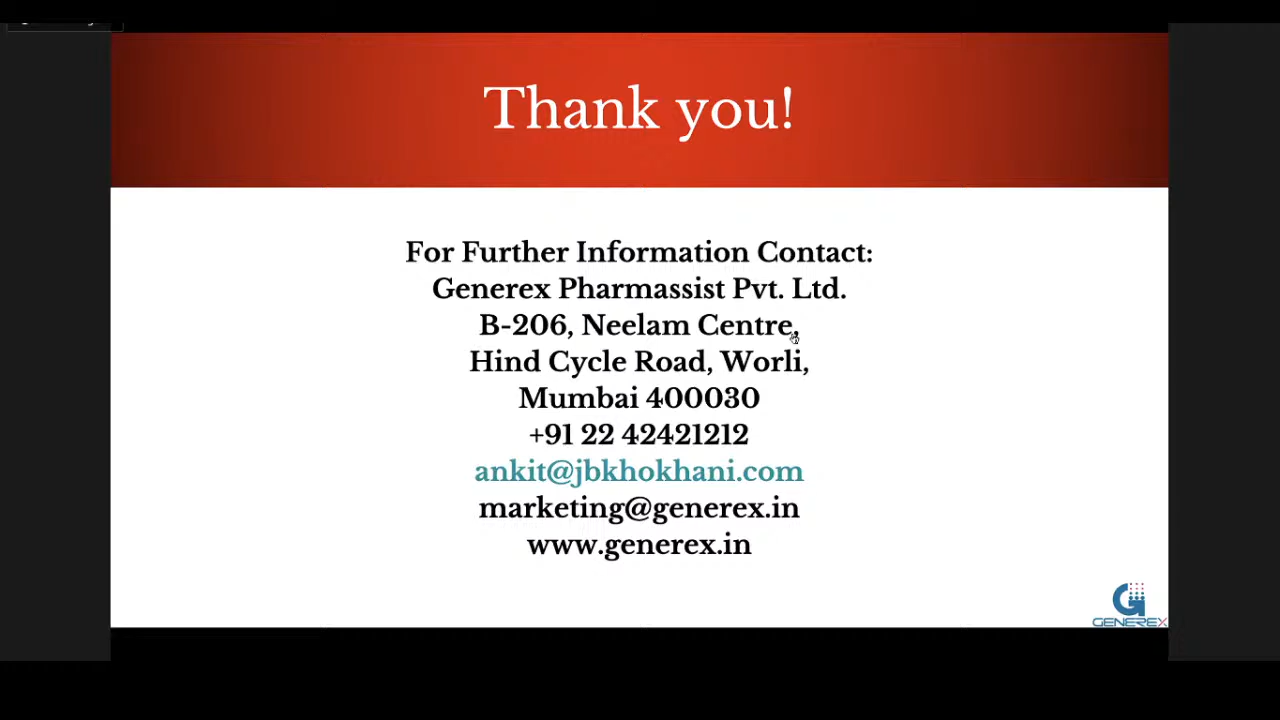 Thank you!
For Further Information Contact:
Generex Pharmassist Pvt. Ltd.
B-206, Neelam Centre,
Hind Cycle Road, Worli,
Mumbai 400030
+91 22 42421212
ankit@jbkhokhani.com
marketing@generex.in
www.generex.in
GENEREX